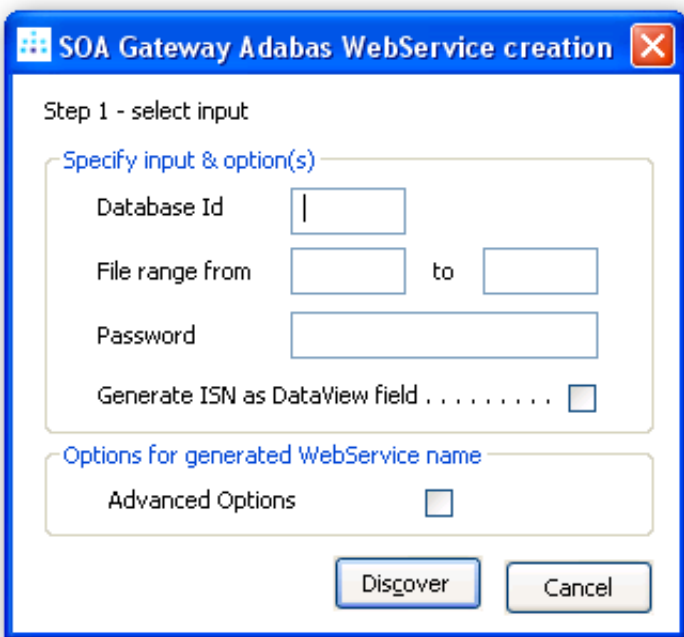 SOA Gateway Adabas WebService creation
Step 1 - select input
Specify input & option(s)
Database Id
File range from to
Password
Generate ISN as DataView field . . . . . . . . .
Options for generated WebService name
Advanced Options
Discover Cancel